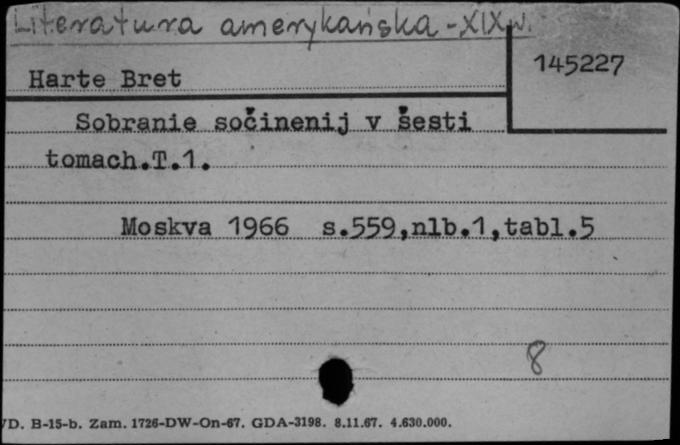 Literatura amerykańska - XIX w.
Harte Bret
145227
Sobranie sočinenij v šesti
tomach.T.1.
Moskva 1966 s.559,nlb.1,tabl.5
8
D. B-15-b. Zam. 1726-DW-On-67. GDA-3198. 8.11.67. 4.630.000.